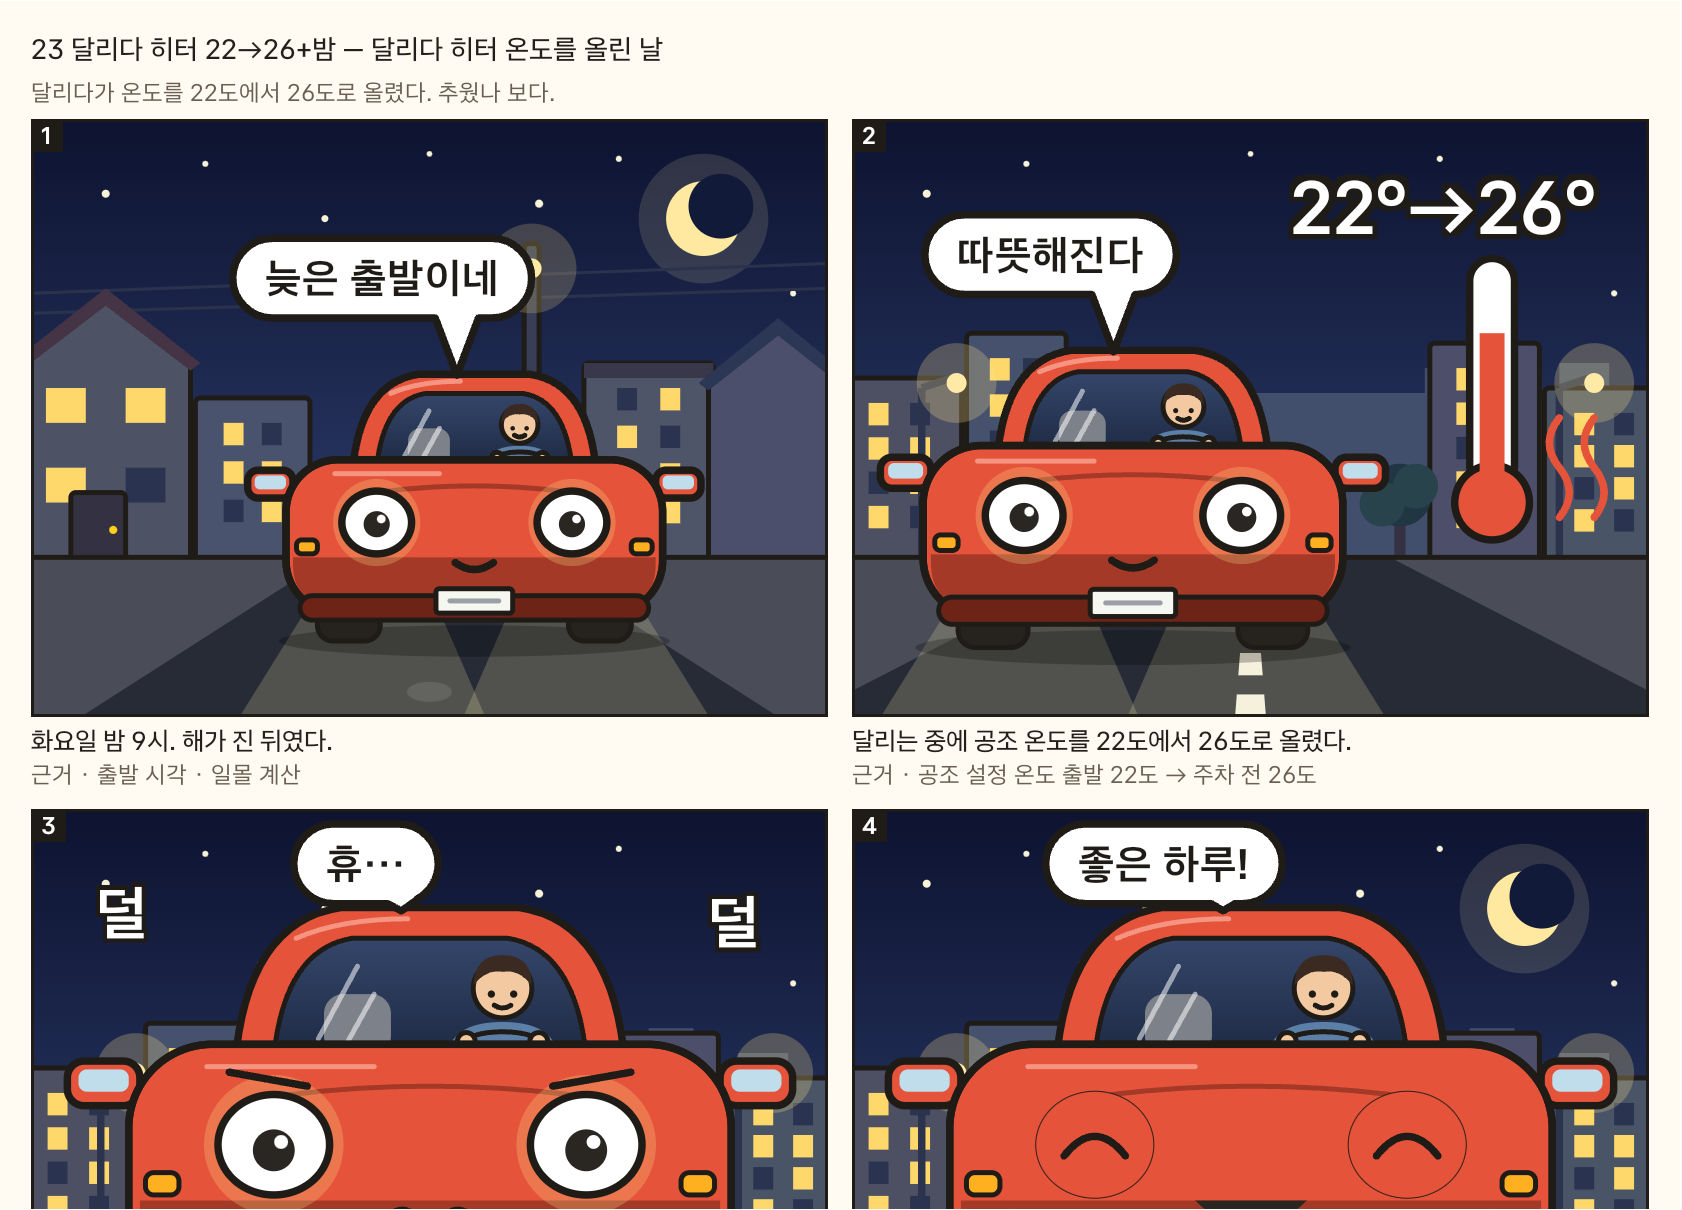 23 달리다 히터 22→26+밤 — 달리다 히터 온도를 올린 날
달리다가 온도를 22도에서 26도로 올렸다. 추웠나 보다.
1
늦은 출발이네
화요일 밤 9시. 해가 진 뒤였다.
근거 · 출발 시각 · 일몰 계산
2
22°→26°
따뜻해진다
달리는 중에 공조 온도를 22도에서 26도로 올렸다.
근거 · 공조 설정 온도 출발 22도 → 주차 전 26도
3
휴…
덜
덜
4
좋은 하루!